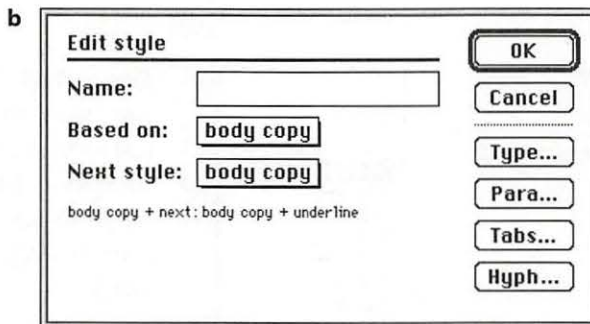 b
Edit style
Name:
Based on: body copy
Next style: body copy
body copy + next: body copy + underline
OK
Cancel
Type...
Para...
Tabs...
Hyph...